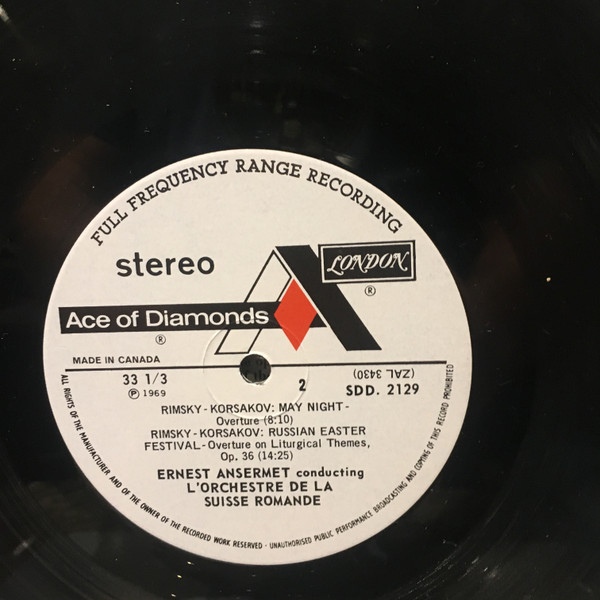 FULL FREQUENCY RANGE RECORDING
stereo
LONDON
®
Ace of Diamonds
®
MADE IN CANADA
33 1/3
℗ 1969
2
(ZAL 3430)
SDD. 2129
RIMSKY-KORSAKOV: MAY NIGHT-
Overture (8:10)
RIMSKY-KORSAKOV: RUSSIAN EASTER
FESTIVAL-Overture on Liturgical Themes,
Op. 36 (14:25)
ERNEST ANSERMET conducting
L'ORCHESTRE DE LA
SUISSE ROMANDE
ALL RIGHTS OF THE MANUFACTURER AND OF THE OWNER OF THE RECORDED WORK RESERVED - UNAUTHORISED PUBLIC PERFORMANCE BROADCASTING AND COPYING OF THIS RECORD PROHIBITED